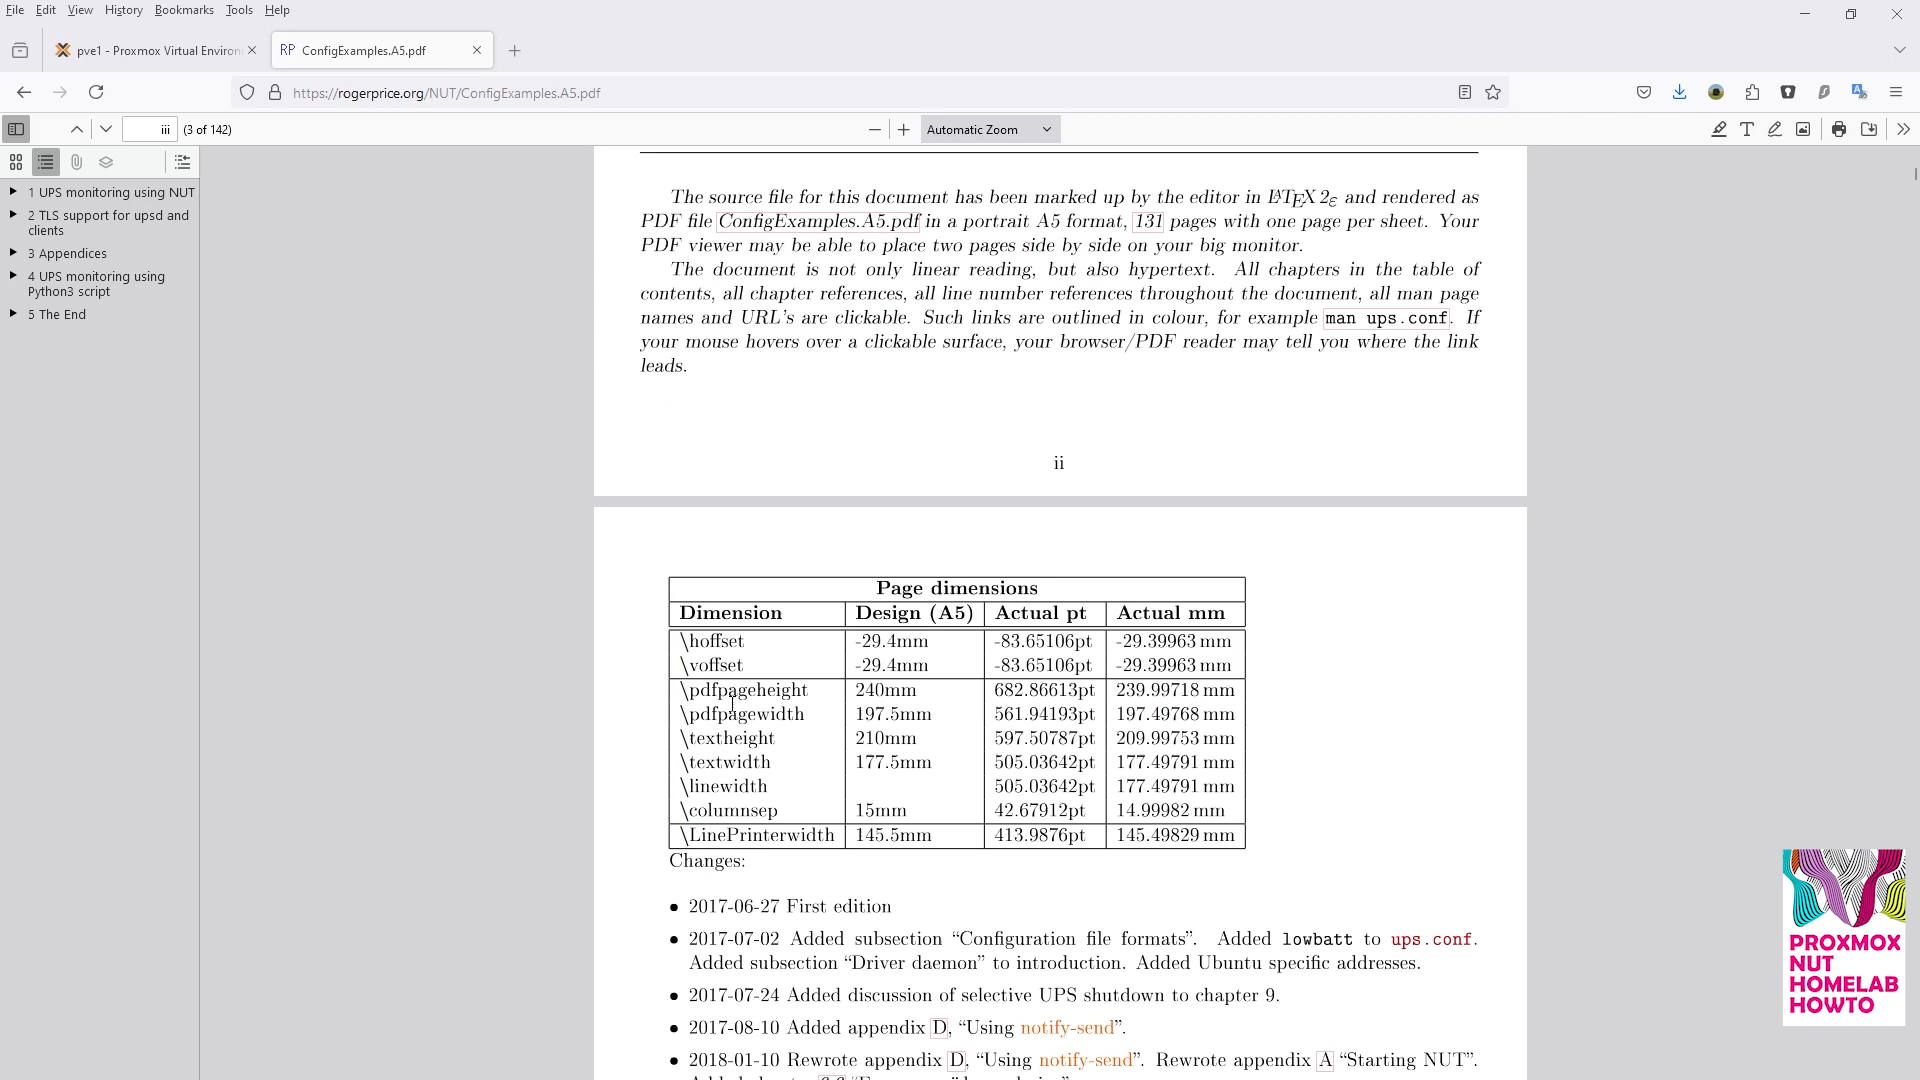 File Edit View History Bookmarks Tools Help
pve1 - Proxmox Virtual Environ
ConfigExamples.A5.pdf
https://rogerprice.org/NUT/ConfigExamples.A5.pdf
iii (3 of 142)
Automatic Zoom
1 UPS monitoring using NUT
2 TLS support for upsd and
clients
3 Appendices
4 UPS monitoring using
Python3 script
5 The End
The source file for this document has been marked up by the editor in LATEX 2ε and rendered as
PDF file ConfigExamples.A5.pdf in a portrait A5 format, 131 pages with one page per sheet. Your
PDF viewer may be able to place two pages side by side on your big monitor.
The document is not only linear reading, but also hypertext. All chapters in the table of
contents, all chapter references, all line number references throughout the document, all man page
names and URL's are clickable. Such links are outlined in colour, for example man ups.conf. If
your mouse hovers over a clickable surface, your browser/PDF reader may tell you where the link
leads.
ii
Page dimensions
Dimension Design (A5) Actual pt Actual mm
\hoffset -29.4mm -83.65106pt -29.39963 mm
\voffset -29.4mm -83.65106pt -29.39963 mm
\pdfpageheight 240mm 682.86613pt 239.99718 mm
\pdfpagewidth 197.5mm 561.94193pt 197.49768 mm
\textheight 210mm 597.50787pt 209.99753 mm
\textwidth 177.5mm 505.03642pt 177.49791 mm
\linewidth 505.03642pt 177.49791 mm
\columnsep 15mm 42.67912pt 14.99982 mm
\LinePrinterwidth 145.5mm 413.9876pt 145.49829 mm
Changes:
• 2017-06-27 First edition
• 2017-07-02 Added subsection “Configuration file formats”. Added lowbatt to ups.conf.
Added subsection “Driver daemon” to introduction. Added Ubuntu specific addresses.
• 2017-07-24 Added discussion of selective UPS shutdown to chapter 9.
• 2017-08-10 Added appendix D, “Using notify-send”.
• 2018-01-10 Rewrote appendix D, “Using notify-send”. Rewrote appendix A “Starting NUT”.
PROXMOX
NUT
HOMELAB
HOWTO